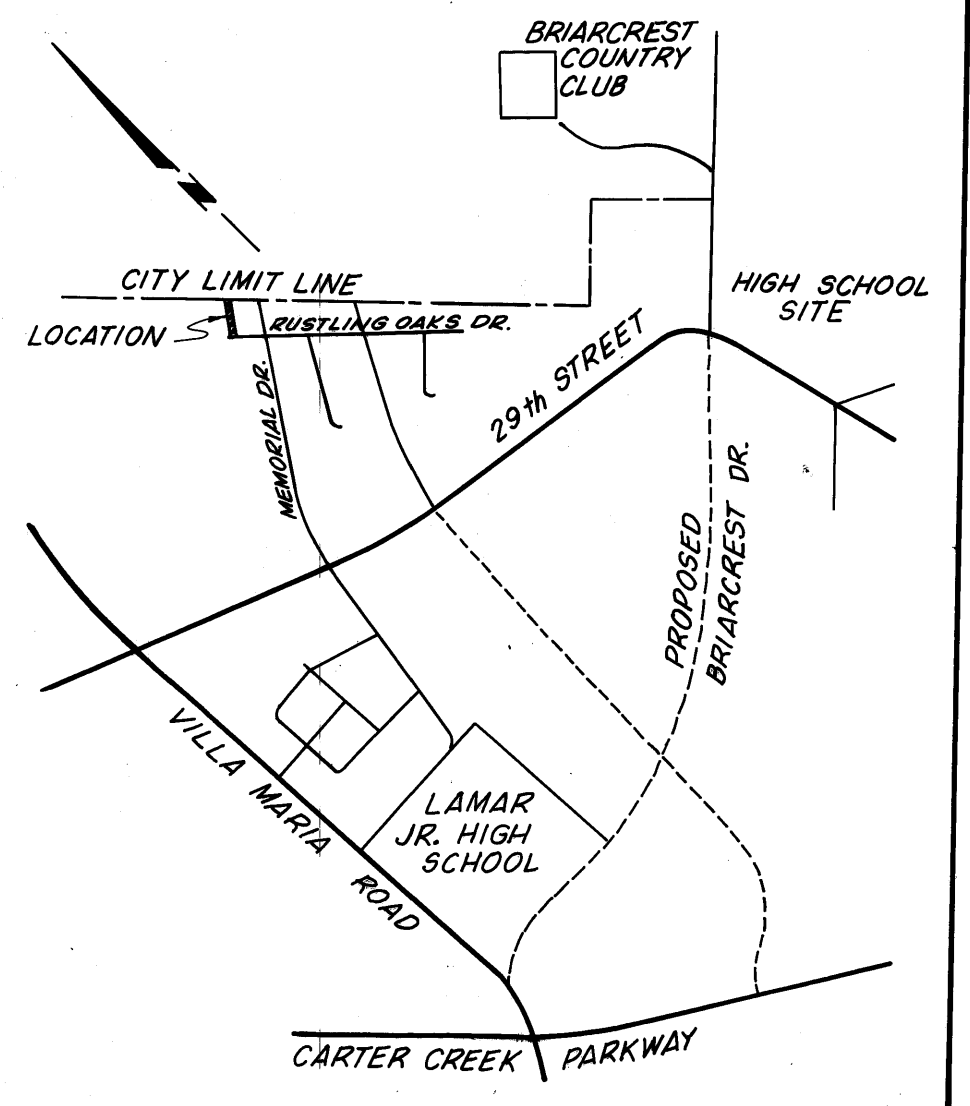 BRIARCREST
COUNTRY
CLUB
CITY LIMIT LINE
HIGH SCHOOL
SITE
LOCATION
RUSTLING OAKS DR.
29th STREET
MEMORIAL DR.
PROPOSED
BRIARCREST DR.
VILLA MARIA
ROAD
LAMAR
JR. HIGH
SCHOOL
CARTER CREEK PARKWAY